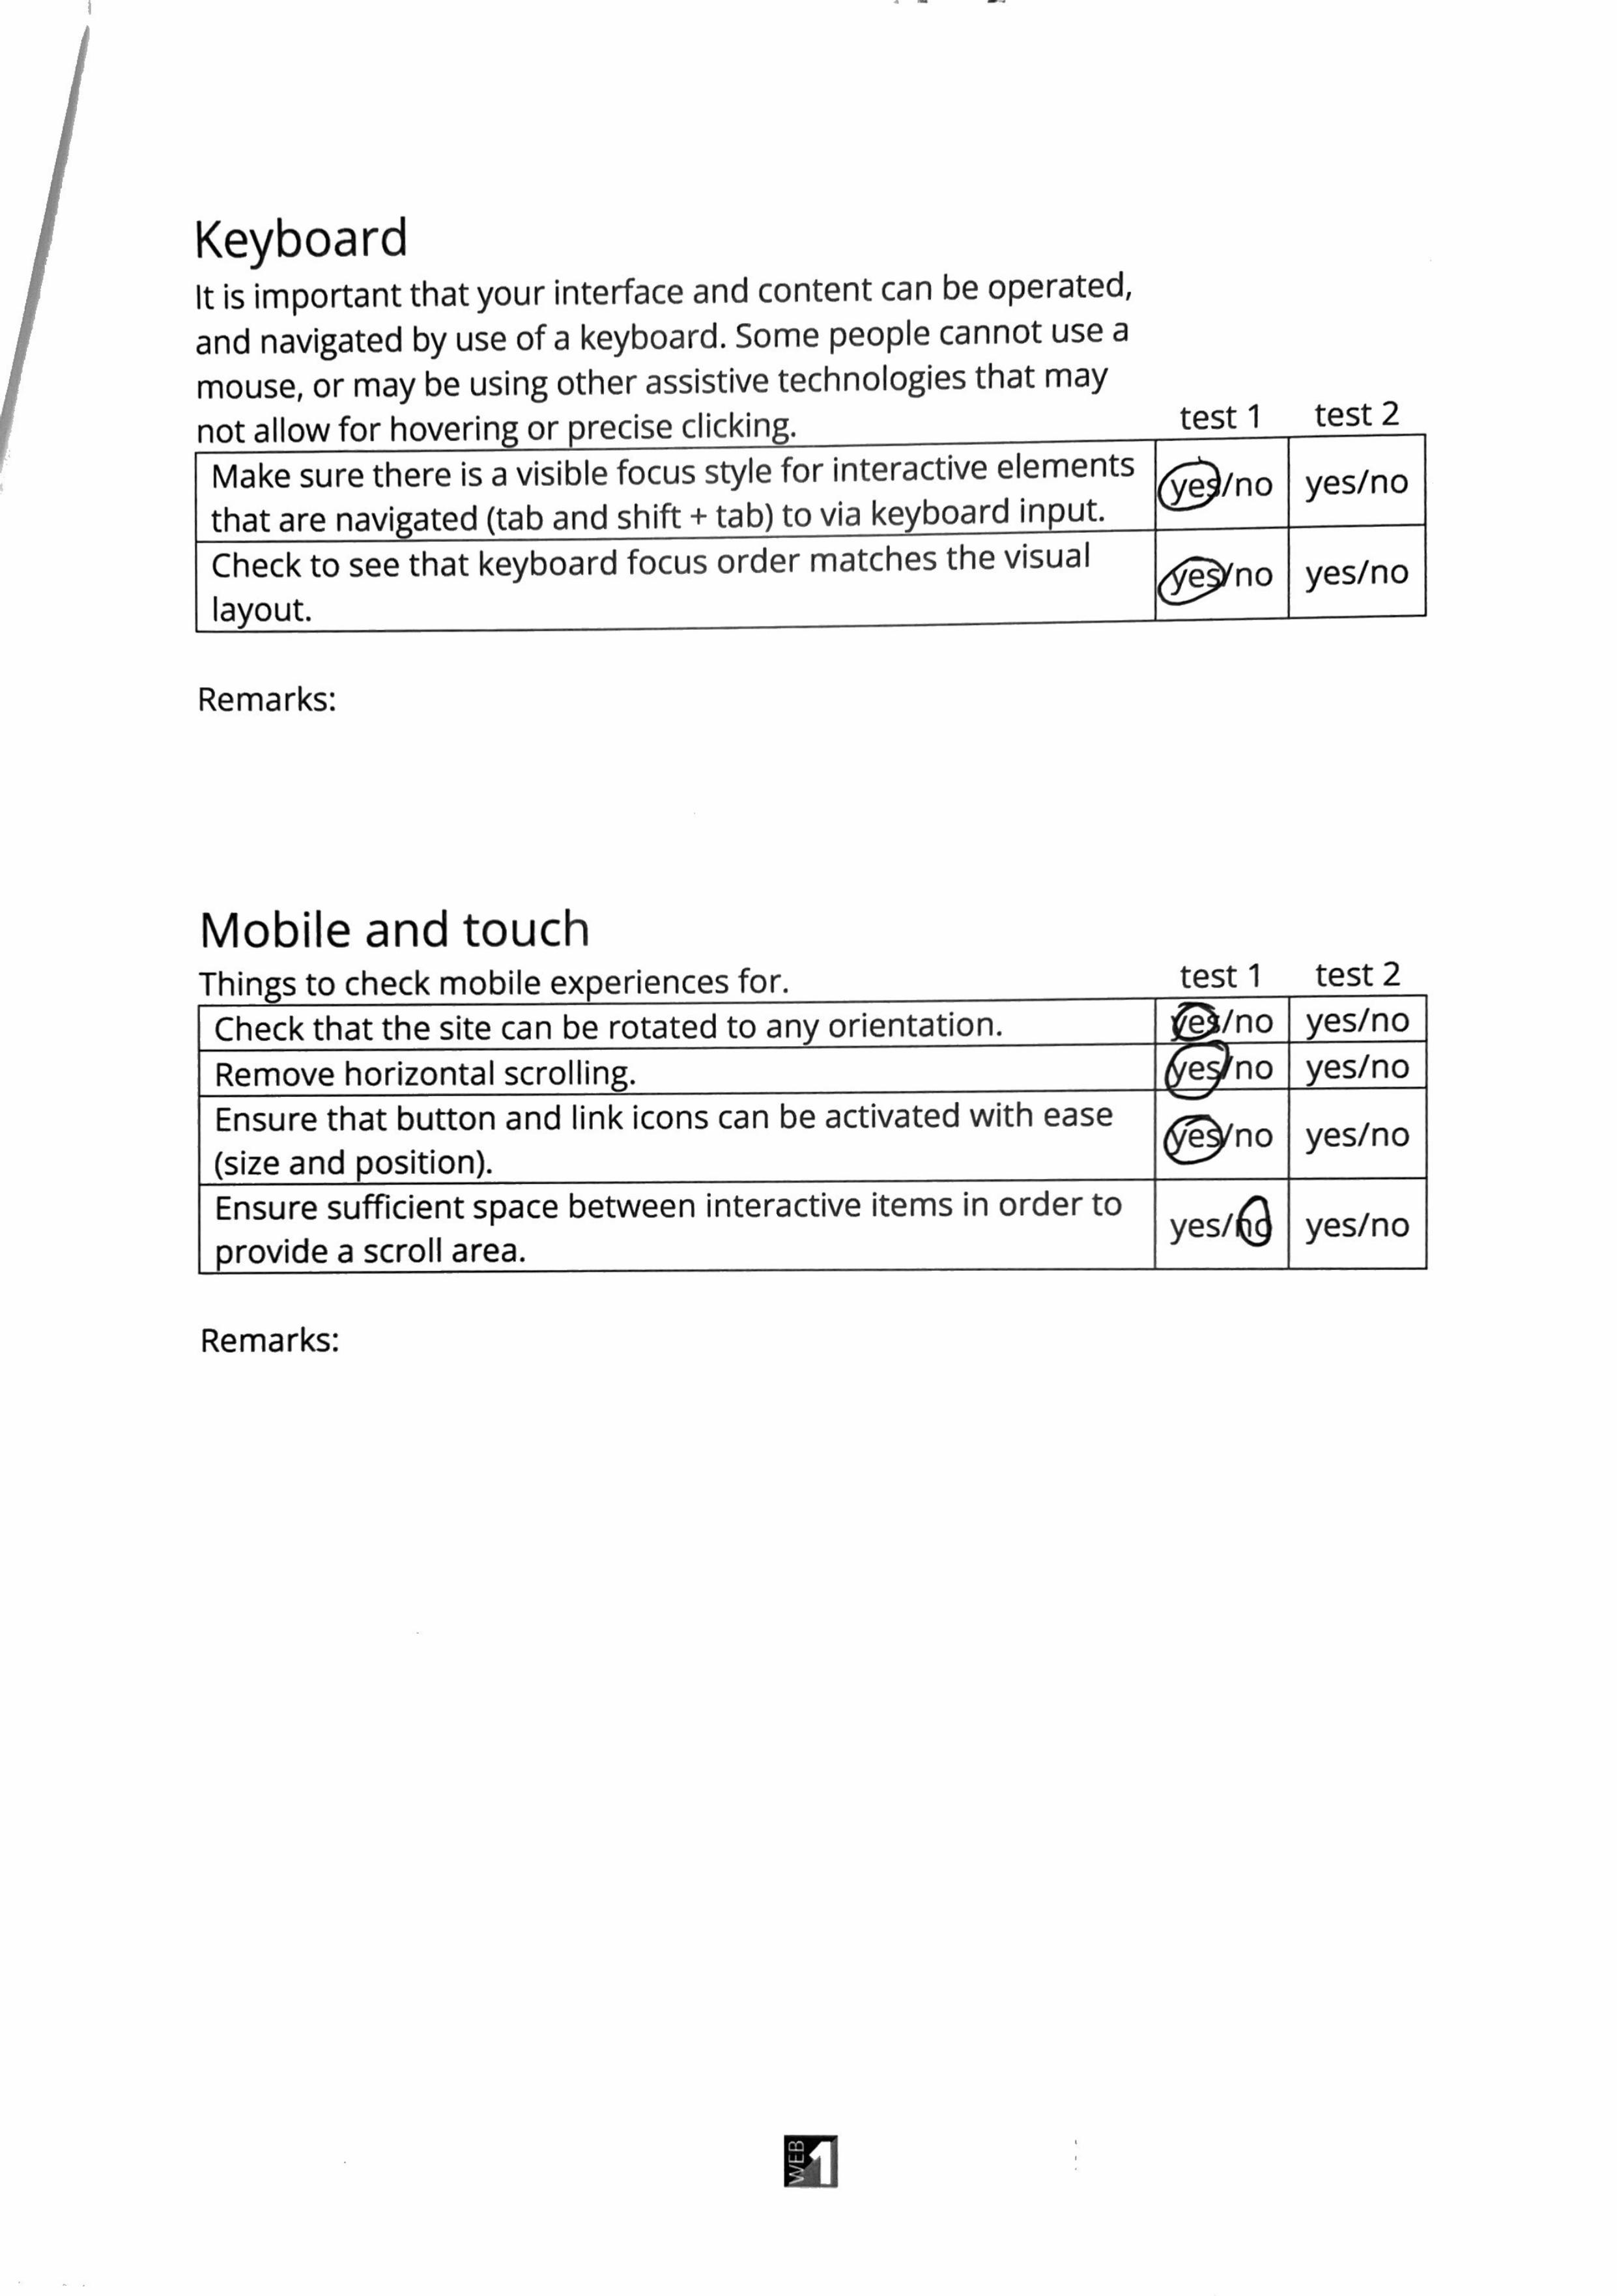 Keyboard
It is important that your interface and content can be operated,
and navigated by use of a keyboard. Some people cannot use a
mouse, or may be using other assistive technologies that may
not allow for hovering or precise clicking.
test 1 test 2
Make sure there is a visible focus style for interactive elements
that are navigated (tab and shift + tab) to via keyboard input.
yes/no yes/no
Check to see that keyboard focus order matches the visual
layout.
yes/no yes/no
Remarks:
Mobile and touch
Things to check mobile experiences for.
test 1 test 2
Check that the site can be rotated to any orientation. yes/no yes/no
Remove horizontal scrolling. yes/no yes/no
Ensure that button and link icons can be activated with ease
(size and position).
yes/no yes/no
Ensure sufficient space between interactive items in order to
provide a scroll area.
yes/no yes/no
Remarks:
WEB 1